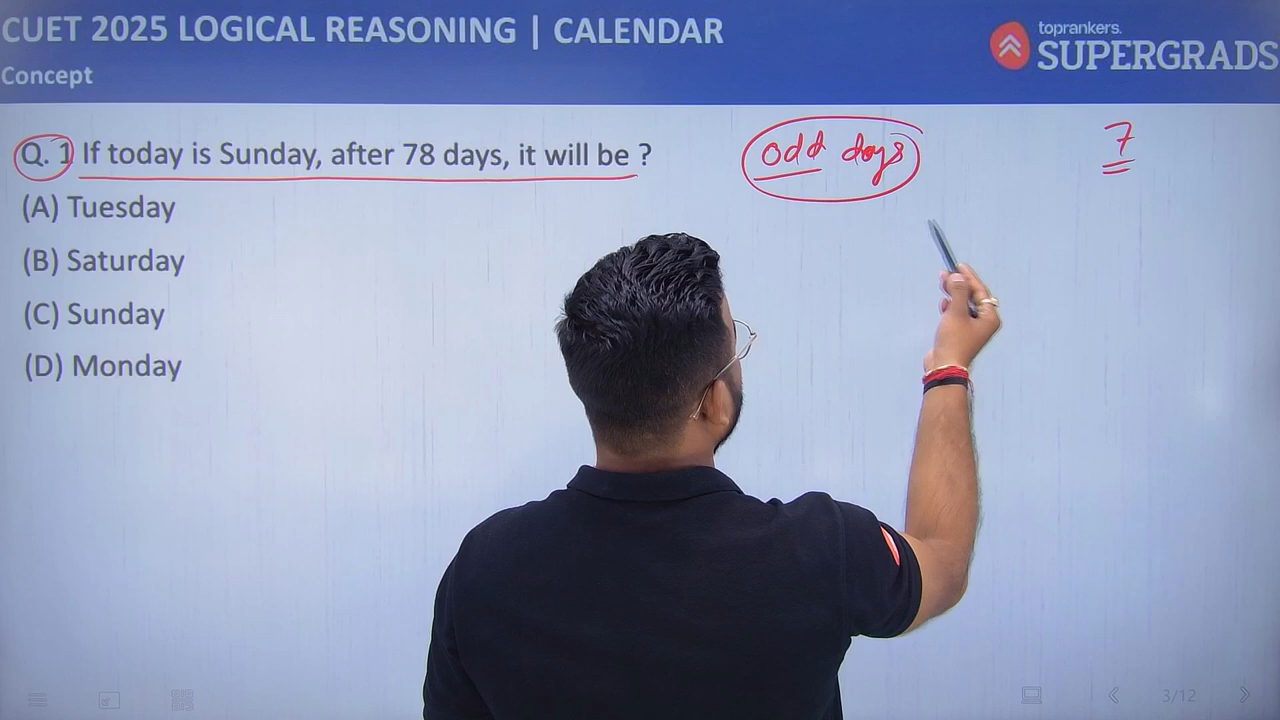 CUET 2025 LOGICAL REASONING | CALENDAR
Concept
toprankers.
SUPERGRADS
Q. 1 If today is Sunday, after 78 days, it will be ?
odd days
7
(A) Tuesday
(B) Saturday
(C) Sunday
(D) Monday
3/12